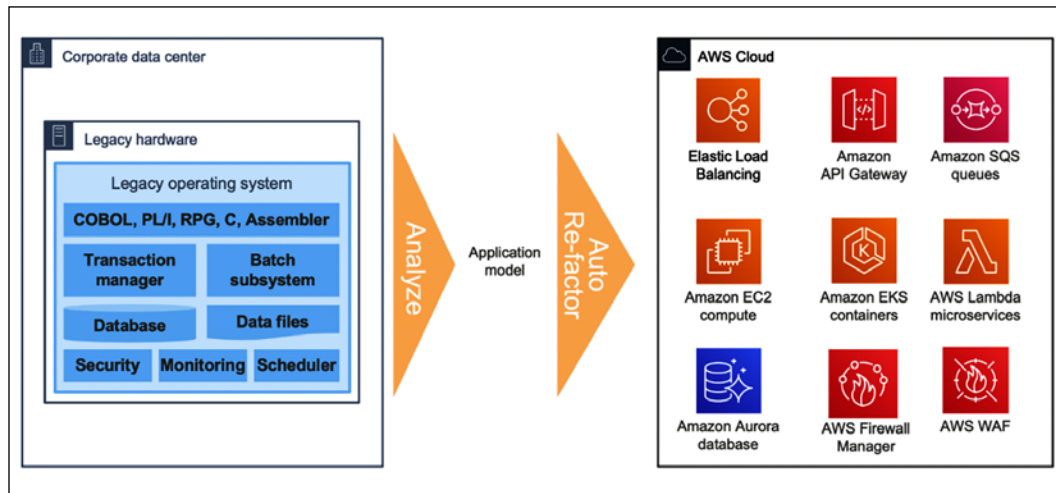 Corporate data center
Legacy hardware
Legacy operating system
COBOL, PL/I, RPG, C, Assembler
Transaction
manager
Batch
subsystem
Database
Data files
Security
Monitoring
Scheduler
Analyze
Application
model
Auto
Re-factor
AWS Cloud
Elastic Load
Balancing
Amazon
API Gateway
Amazon SQS
queues
Amazon EC2
compute
Amazon EKS
containers
AWS Lambda
microservices
Amazon Aurora
database
AWS Firewall
Manager
AWS WAF